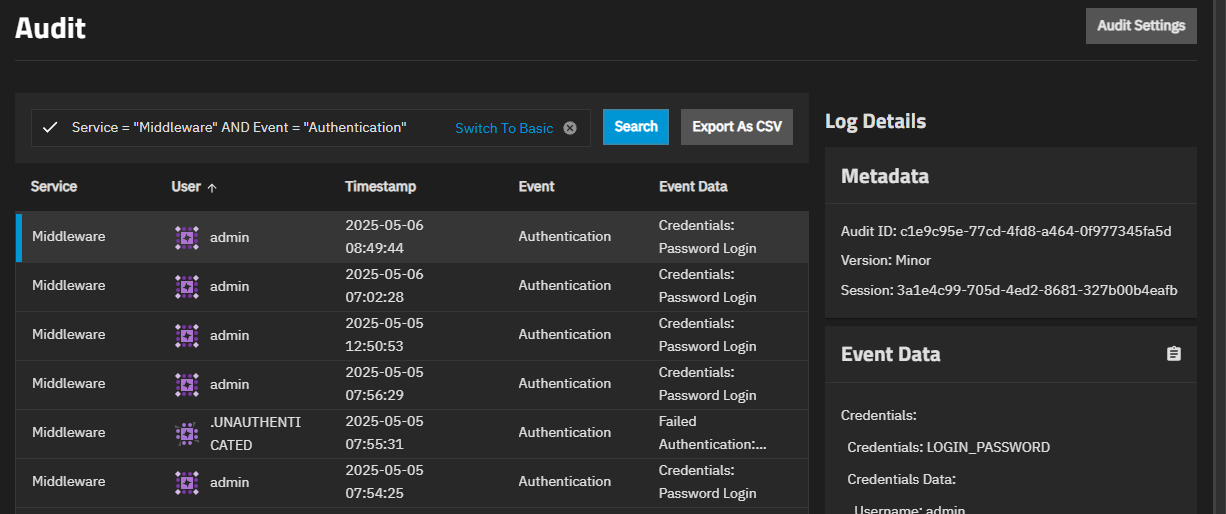 Audit
Audit Settings
Service = "Middleware" AND Event = "Authentication"
Switch To Basic
Search
Export As CSV
Service User Timestamp Event Event Data
Middleware admin 2025-05-06 08:49:44 Authentication Credentials: Password Login
Middleware admin 2025-05-06 07:02:28 Authentication Credentials: Password Login
Middleware admin 2025-05-05 12:50:53 Authentication Credentials: Password Login
Middleware admin 2025-05-05 07:56:29 Authentication Credentials: Password Login
Middleware .UNAUTHENTICATED 2025-05-05 07:55:31 Authentication Failed Authentication:...
Middleware admin 2025-05-05 07:54:25 Authentication Credentials: Password Login
Log Details
Metadata
Audit ID: c1e9c95e-77cd-4fd8-a464-0f977345fa5d
Version: Minor
Session: 3a1e4c99-705d-4ed2-8681-327b00b4eafb
Event Data
Credentials:
Credentials: LOGIN_PASSWORD
Credentials Data:
Username: admin